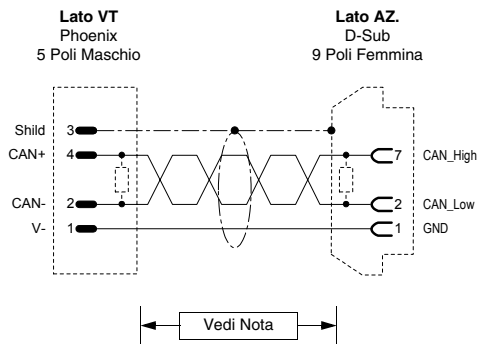 Lato VT
Phoenix
5 Poli Maschio
Lato AZ.
D-Sub
9 Poli Femmina
Shild 3
CAN+ 4
7 CAN_High
CAN- 2
2 CAN_Low
V- 1
1 GND
Vedi Nota